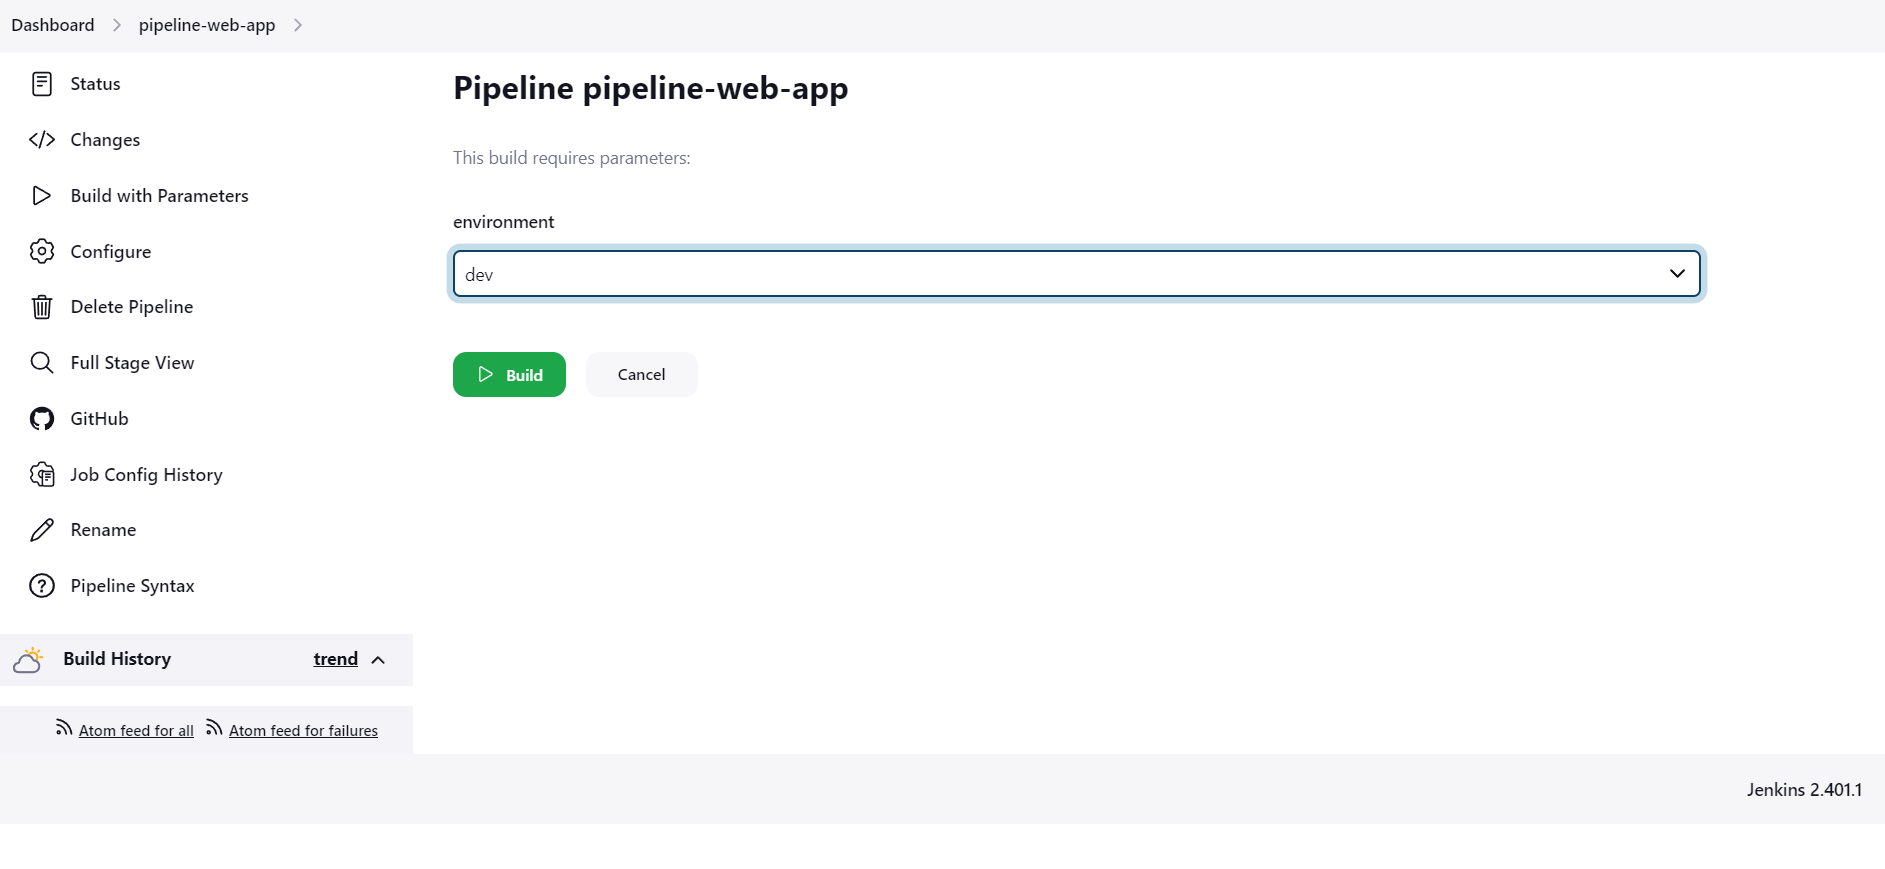 Dashboard pipeline-web-app
Status
Changes
Build with Parameters
Configure
Delete Pipeline
Full Stage View
GitHub
Job Config History
Rename
Pipeline Syntax
Build History trend
Atom feed for all Atom feed for failures
Pipeline pipeline-web-app
This build requires parameters:
environment
dev
Build Cancel
Jenkins 2.401.1